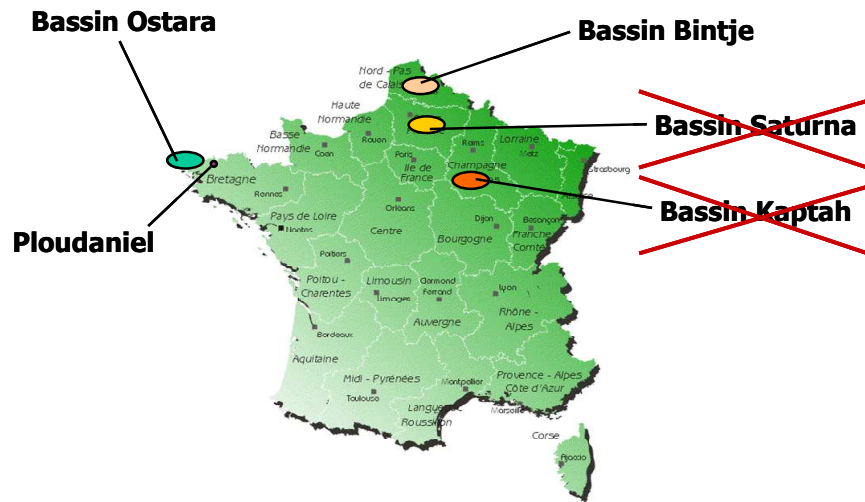 Bassin Ostara
Bassin Bintje
Nord - Pas
de Calais
Bassin Saturna
Haute
Normandie
Rouen
Basse
Normandie
Caen
Reims
Lorraine
Metz
Strasbourg
Paris
Ile de
France
Champagne
Bretagne
Rennes
Bassin Kaptah
Ploudaniel
Pays de Loire
Nantes
Orléans
Centre
Dijon
Bourgogne
Besançon
Franche
Comté
Poitiers
Poitou -
Charentes
Limousin
Limoges
Clermont
Ferrand
Auvergne
Lyon
Rhône -
Alpes
Bordeaux
Aquitaine
Midi - Pyrénées
Toulouse
Montpellier
Provence - Alpes
Côte d'Azur
Marseille
Roussillon
Corse
Ajaccio